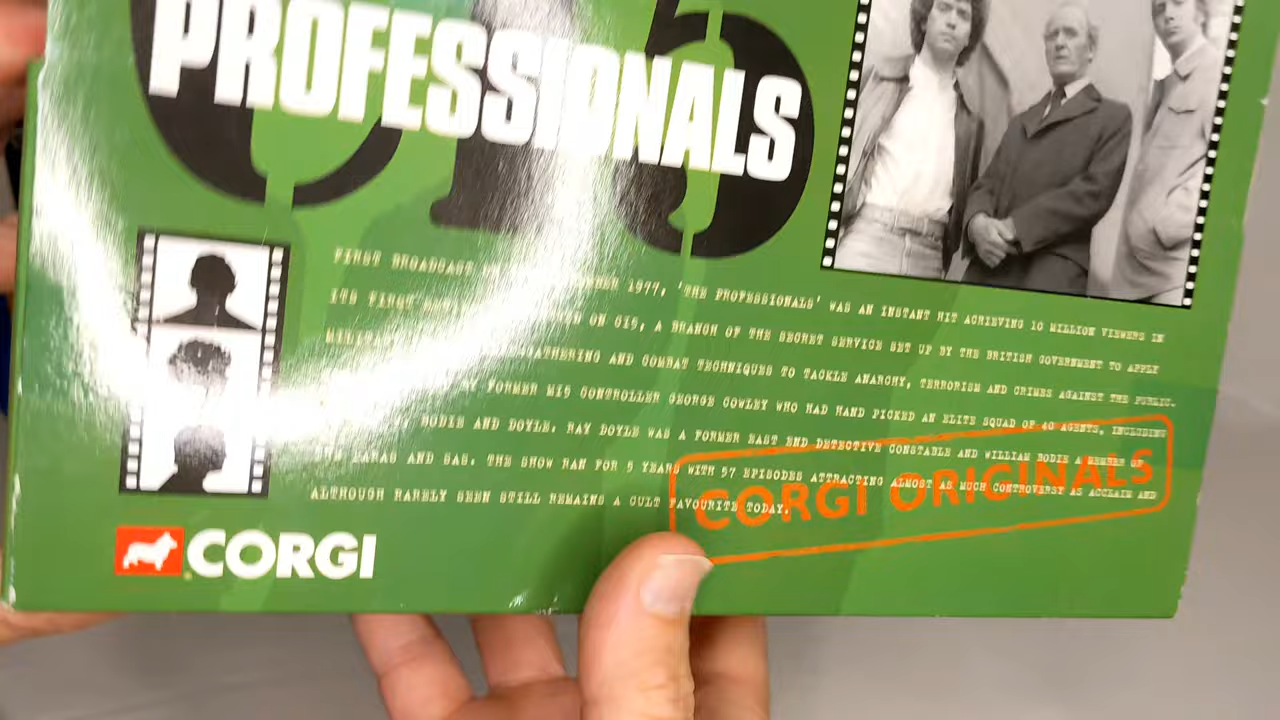 PROFESSIONALS
FIRST BROADCAST 1977, 'THE PROFESSIONALS' WAS AN INSTANT HIT ACHIEVING 10 MILLION VIEWERS IN
ITS FIRST ON CI5, A BRANCH OF THE SECRET SERVICE SET UP BY THE BRITISH GOVERNMENT TO APPLY
GATHERING AND COMBAT TECHNIQUES TO TACKLE ANARCHY, TERRORISM AND CRIMES AGAINST THE PUBLIC.
FORMER MI5 CONTROLLER GEORGE COWLEY WHO HAD HAND PICKED AN ELITE SQUAD OF 40 AGENTS, INCLUDING
BODIE AND DOYLE. RAY DOYLE WAS A FORMER EAST END DETECTIVE CONSTABLE AND WILLIAM BODIE A MEMBER OF
PARAS AND SAS. THE SHOW RAN FOR 5 YEARS WITH 57 EPISODES ATTRACTING ALMOST AS MUCH CONTROVERSY AS ACCLAIM AND
ALTHOUGH RARELY SEEN STILL REMAINS A CULT FAVOURITE TODAY.
CORGI ORIGINALS
CORGI